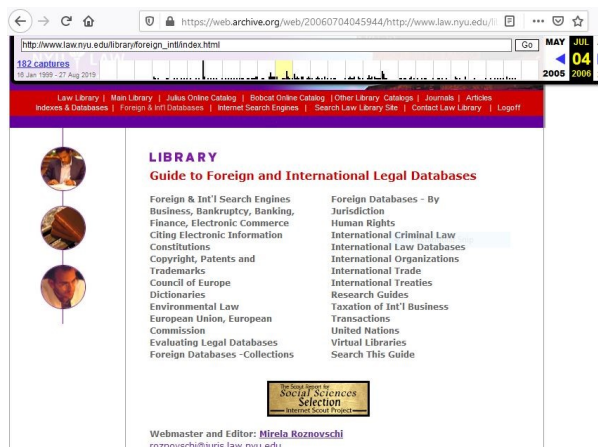 https://web.archive.org/web/20060704045944/http://www.law.nyu.edu/li
http://www.law.nyu.edu/library/foreign_intl/index.html
Go
MAY JUL
182 captures
04
16 Jan 1999 - 27 Aug 2019
2005 2006
Law Library | Main Library | Julius Online Catalog | Bobcat Online Catalog | Other Library Catalogs | Journals | Articles
Indexes & Databases | Foreign & Int'l Databases | Internet Search Engines | Search Law Library Site | Contact Law Library | Logoff
LIBRARY
Guide to Foreign and International Legal Databases
Foreign & Int'l Search Engines
Business, Bankruptcy, Banking,
Finance, Electronic Commerce
Citing Electronic Information
Constitutions
Copyright, Patents and
Trademarks
Council of Europe
Dictionaries
Environmental Law
European Union, European
Commission
Evaluating Legal Databases
Foreign Databases -Collections
Foreign Databases - By
Jurisdiction
Human Rights
International Criminal Law
International Law Databases
International Organizations
International Trade
International Treaties
Research Guides
Taxation of Int'l Business
Transactions
United Nations
Virtual Libraries
Search This Guide
The Scout Report for
Social Sciences
Selection
Internet Scout Project
Webmaster and Editor: Mirela Roznovschi
roznovschi@juris.law.nyu.edu